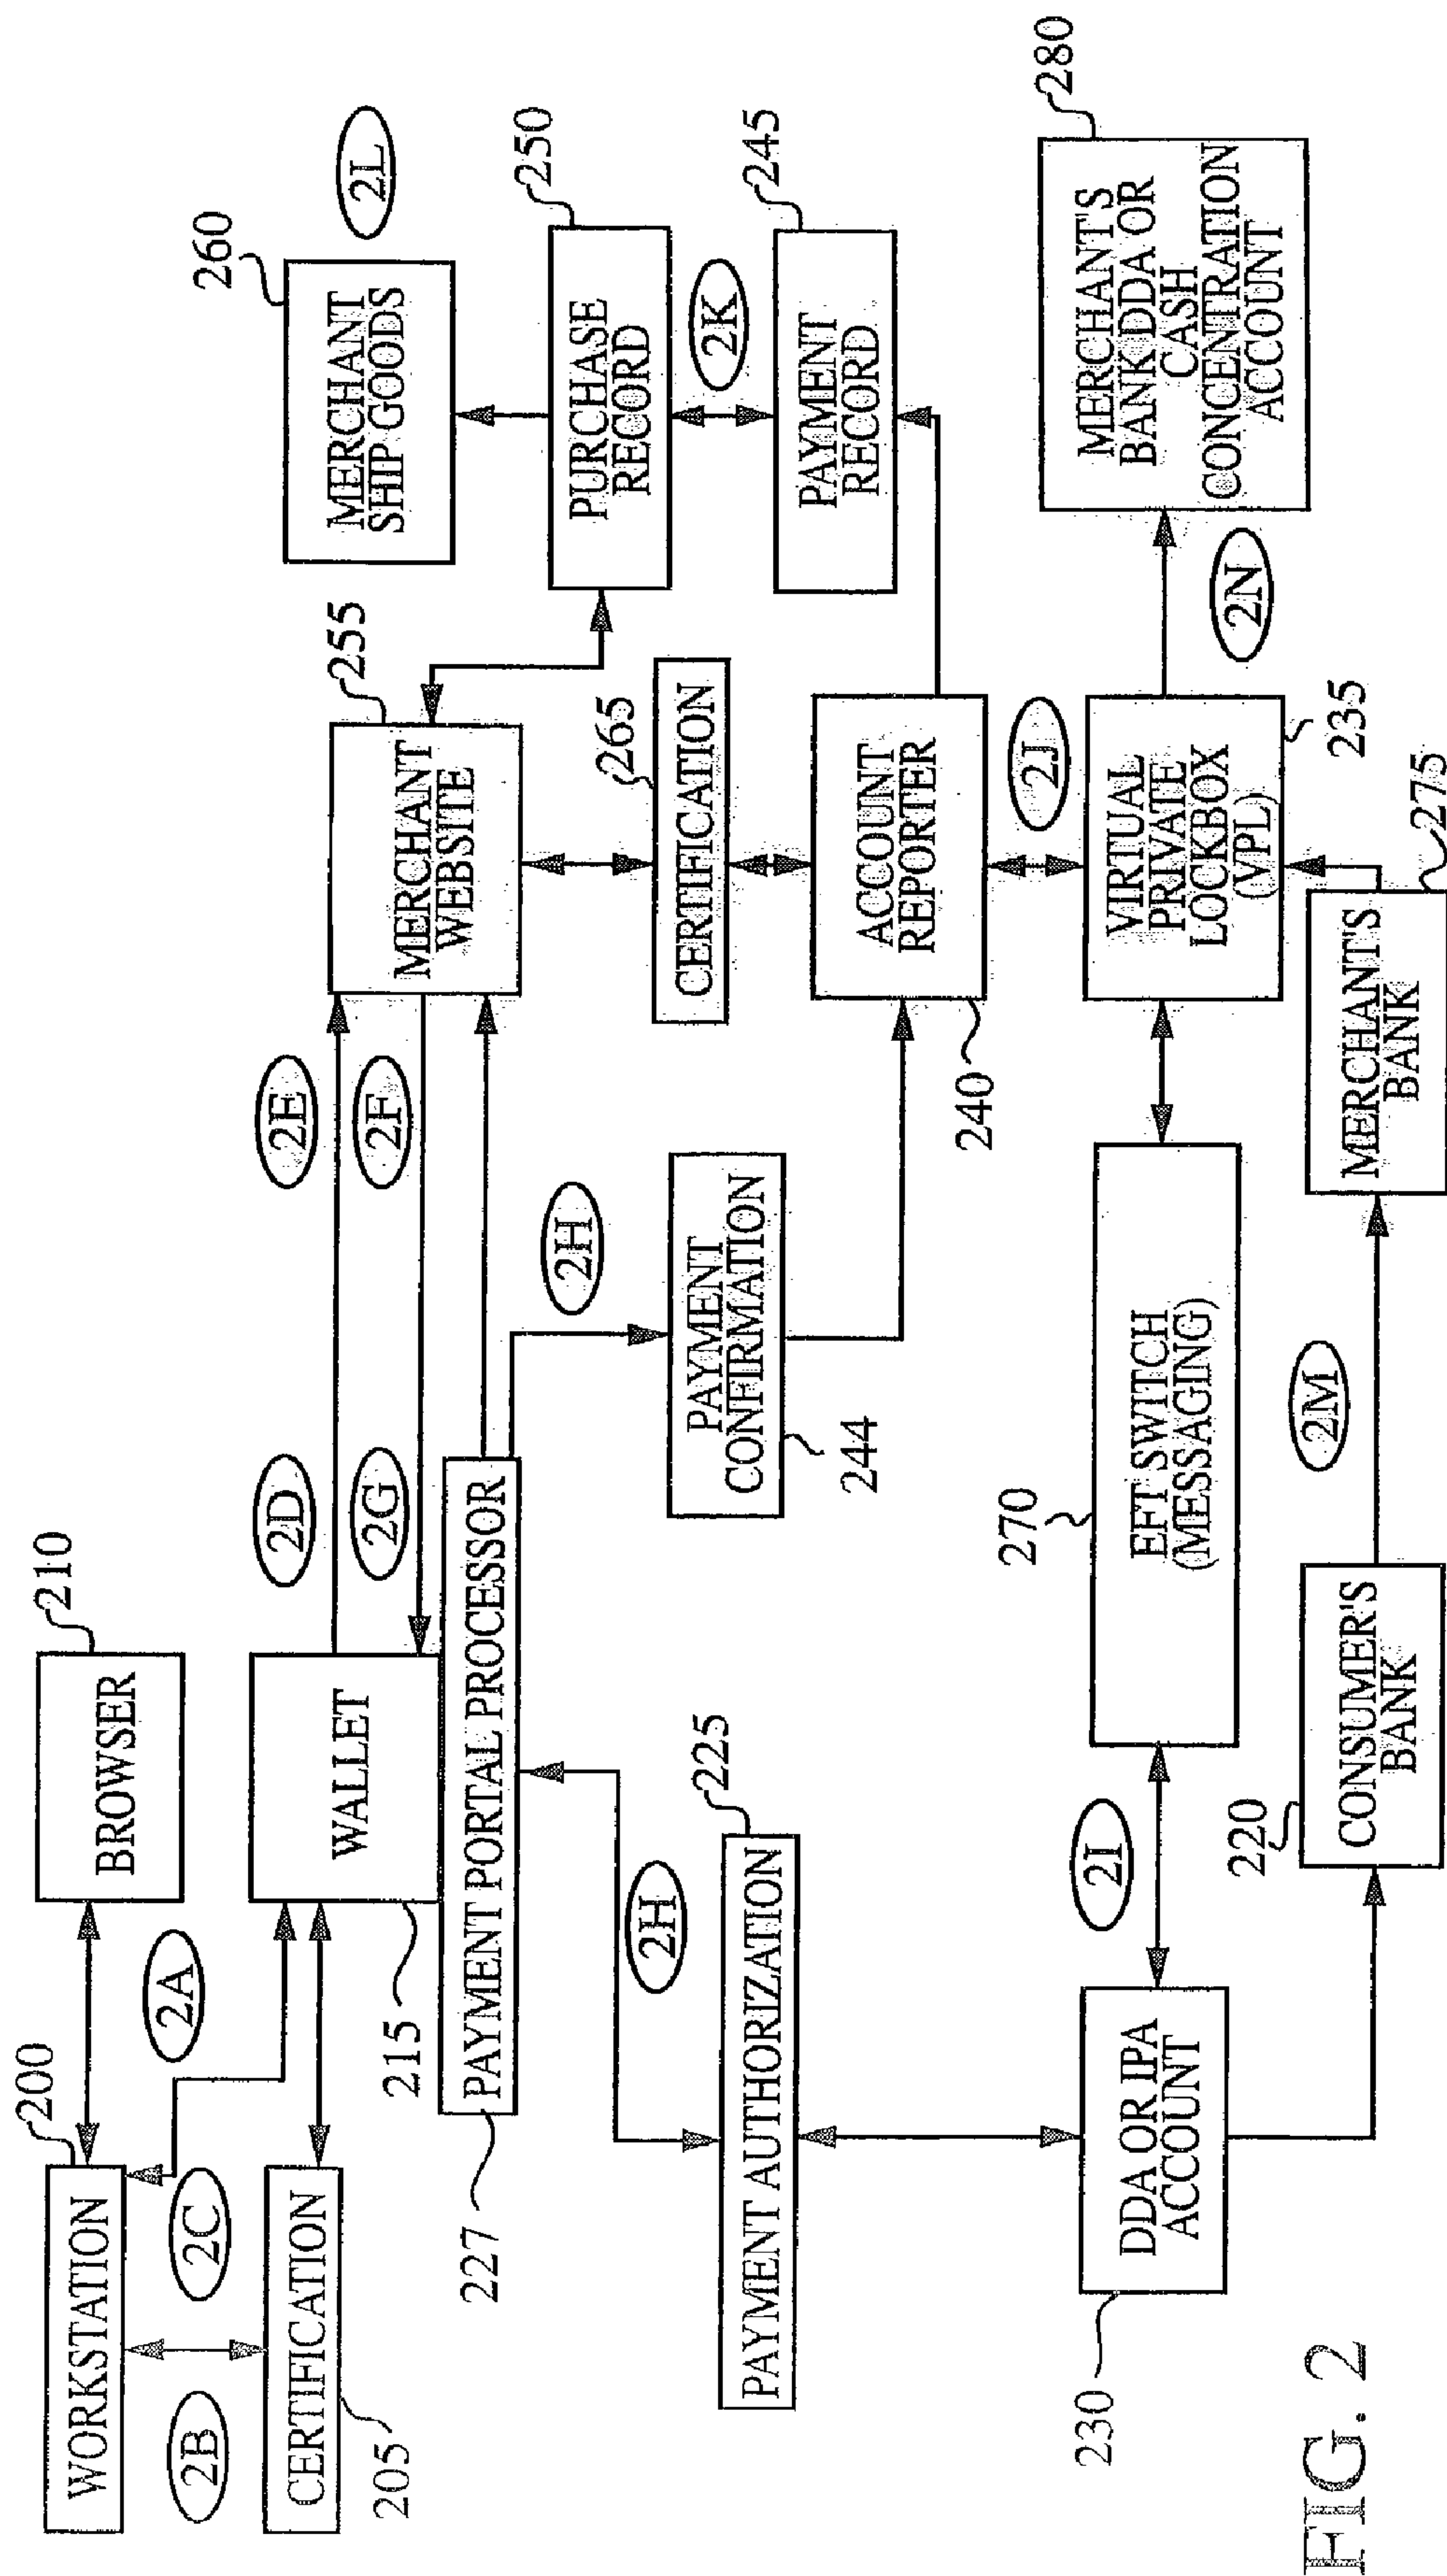 200
WORKSTATION
2B
CERTIFICATION
205
2C
2A
BROWSER
210
WALLET
215
PAYMENT PORTAL PROCESSOR
227
2D
2E
2G
2F
MERCHANT
WEBSITE
255
MERCHANT
SHIP GOODS
260
2L
PURCHASE
RECORD
250
2K
PAYMENT
RECORD
245
CERTIFICATION
265
2H
PAYMENT
CONFIRMATION
244
ACCOUNT
REPORTER
240
2H
PAYMENT AUTHORIZATION
225
2J
DDA OR IPA
ACCOUNT
230
2I
EFT SWITCH
(MESSAGING)
270
VIRTUAL
PRIVATE
LOCKBOX
(VPL)
235
2N
MERCHANT'S
BANK DDA OR
CASH
CONCENTRATION
ACCOUNT
280
CONSUMER'S
BANK
220
2M
MERCHANT'S
BANK
275
FIG. 2